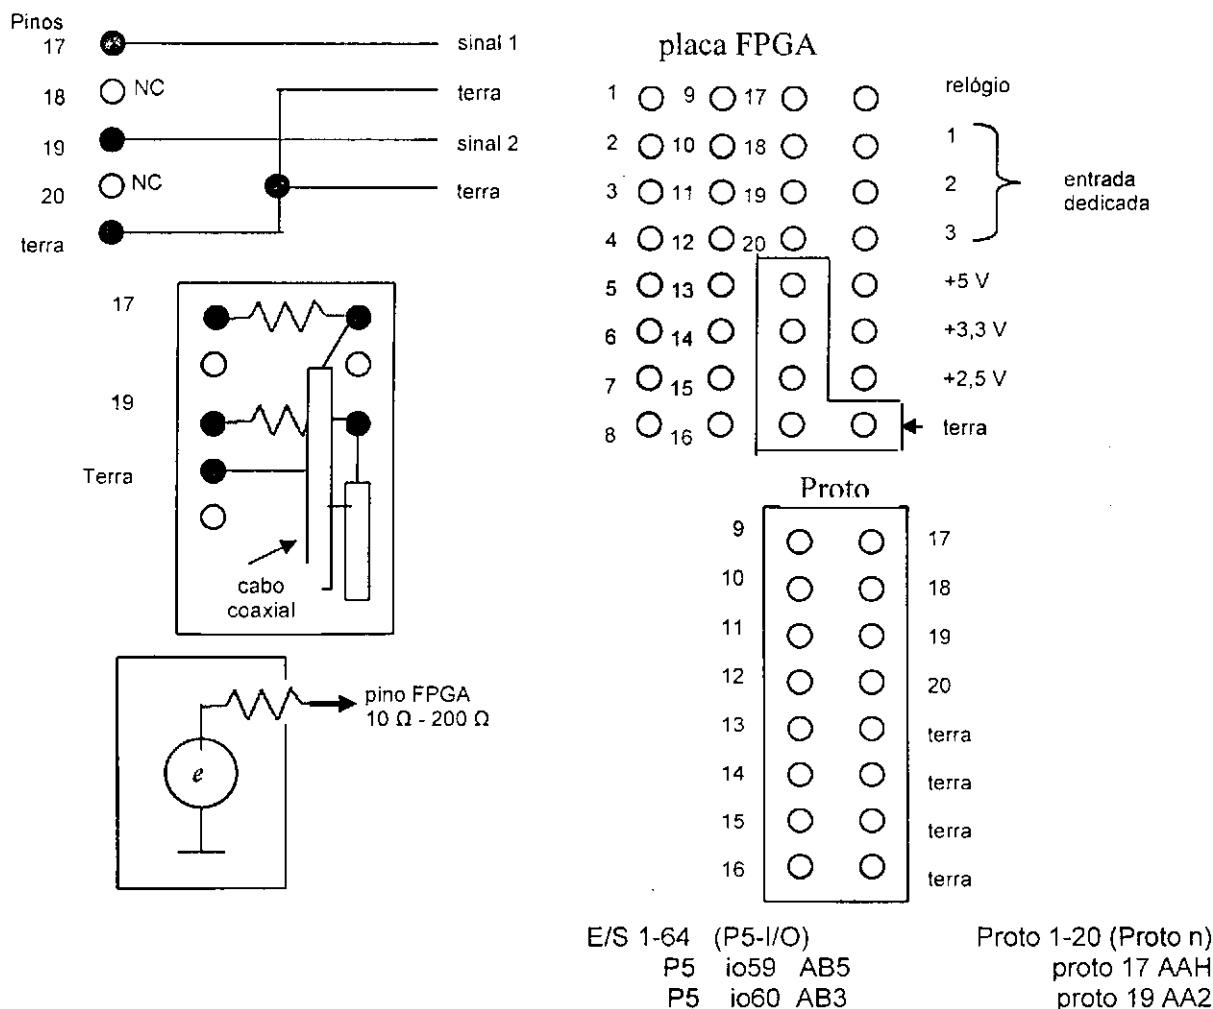 Pinos
17
sinal 1
18
NC
terra
19
sinal 2
20
NC
terra
terra
17
19
Terra
cabo
coaxial
e
pino FPGA
10 Ω - 200 Ω
placa FPGA
1 9 17 relógio
2 10 18 1
3 11 19 2
4 12 20 3
entrada
dedicada
5 13 +5 V
6 14 +3,3 V
7 15 +2,5 V
8 16 terra
Proto
9 17
10 18
11 19
12 20
13 terra
14 terra
15 terra
16 terra
E/S 1-64 (P5-I/O) Proto 1-20 (Proto n)
P5 io59 AB5 proto 17 AAH
P5 io60 AB3 proto 19 AA2